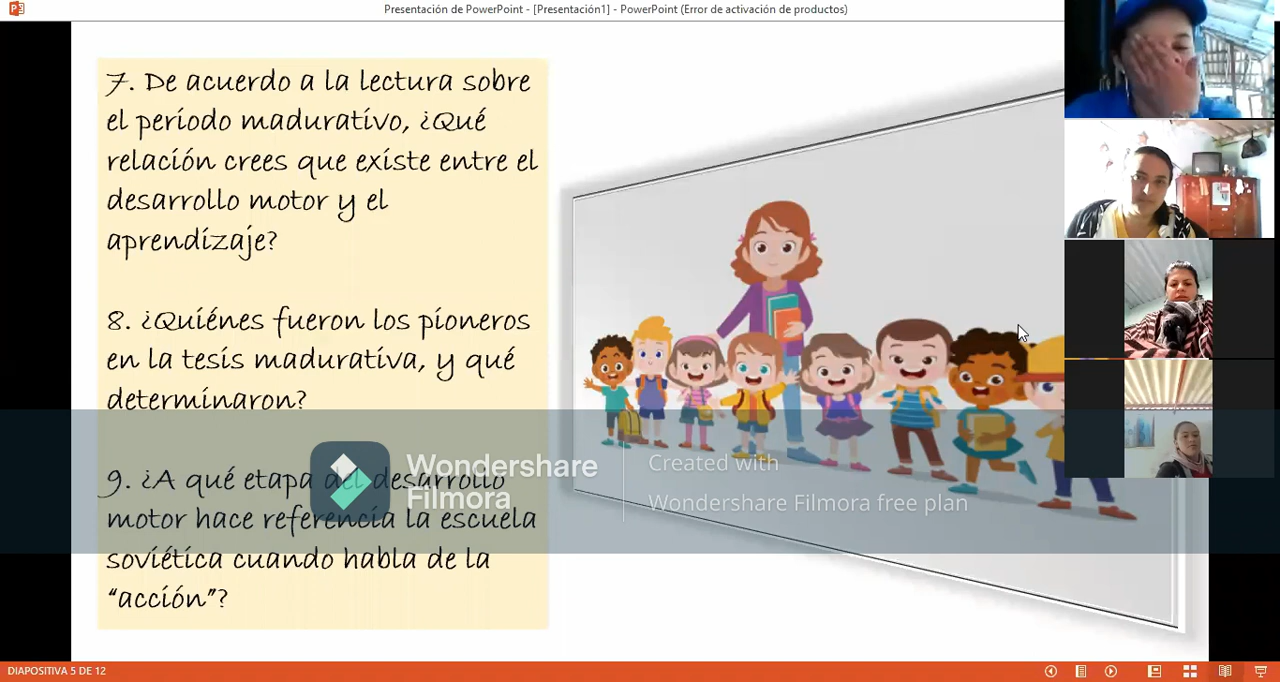 Presentación de PowerPoint - [Presentación1] - PowerPoint (Error de activación de productos)
7. De acuerdo a la lectura sobre
el período madurativo, ¿Qué
relación crees que existe entre el
desarrollo motor y el
aprendizaje?
8. ¿Quiénes fueron los pioneros
en la tesis madurativa, y qué
determinaron?
9. ¿A qué etapa del desarrollo
motor hace referencia la escuela
soviética cuando habla de la
“acción”?
Wondershare
Filmora
Created with
Wondershare Filmora free plan
DIAPOSITIVA 5 DE 12